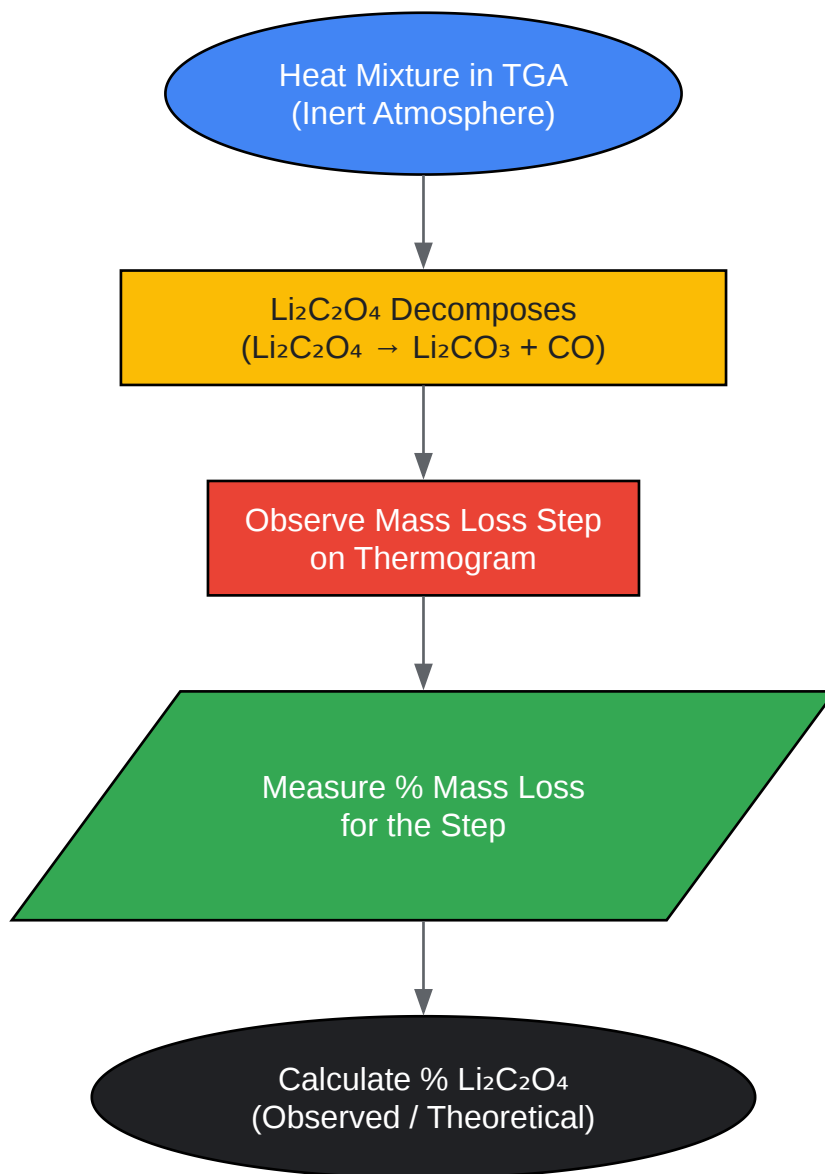 Heat Mixture in TGA
(Inert Atmosphere)
Li₂C₂O₄ Decomposes
(Li₂C₂O₄ → Li₂CO₃ + CO)
Observe Mass Loss Step
on Thermogram
Measure % Mass Loss
for the Step
Calculate % Li₂C₂O₄
(Observed / Theoretical)